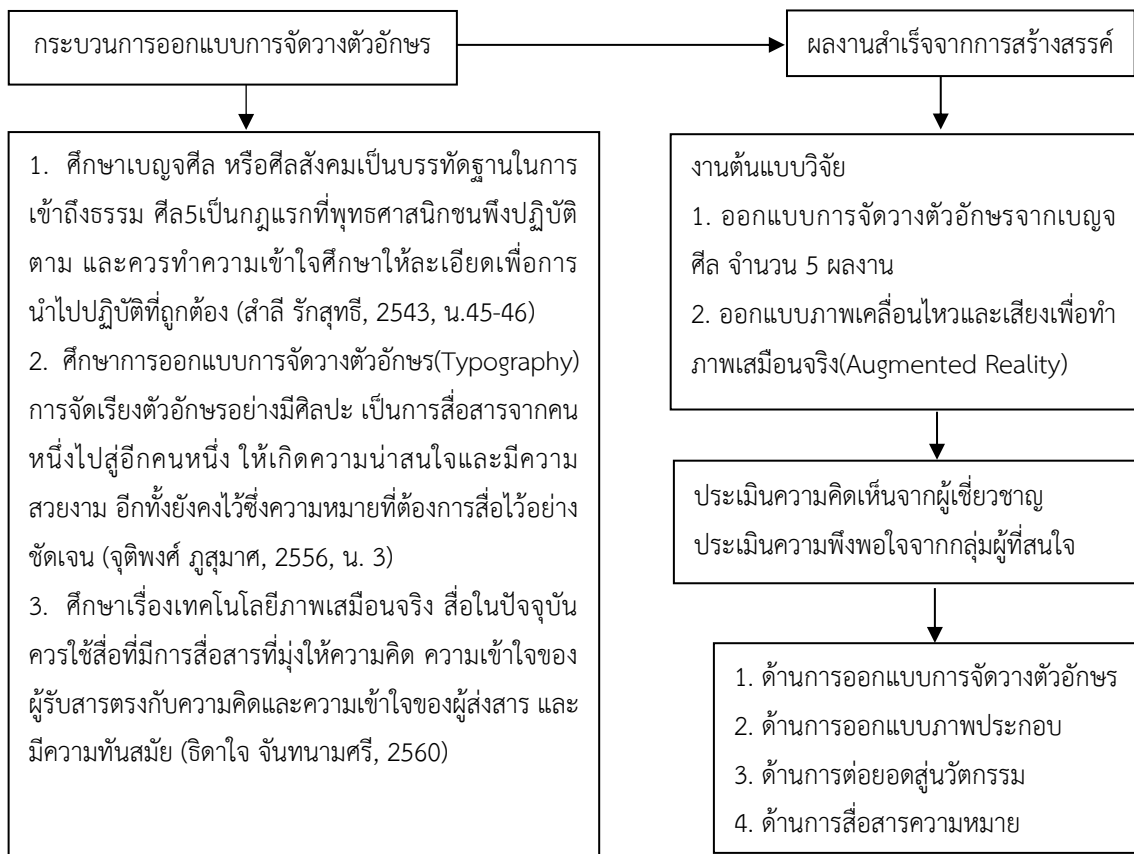 กระบวนการออกแบบการจัดวางตัวอักษร
ผลงานสำเร็จจากการสร้างสรรค์
1. ศึกษาเบญจศีล หรือศีลสังคมเป็นบรรทัดฐานในการ
เข้าถึงธรรม ศีล5เป็นกฎแรกที่พุทธศาสนิกชนพึงปฏิบัติ
ตาม และควรทำความเข้าใจศึกษาให้ละเอียดเพื่อการ
นำไปปฏิบัติที่ถูกต้อง (สำลี รักสุทธี, 2543, น.45-46)
2. ศึกษาการออกแบบการจัดวางตัวอักษร(Typography)
การจัดเรียงตัวอักษรอย่างมีศิลปะ เป็นการสื่อสารจากคน
หนึ่งไปสู่อีกคนหนึ่ง ให้เกิดความน่าสนใจและมีความ
สวยงาม อีกทั้งยังคงไว้ซึ่งความหมายที่ต้องการสื่อไว้อย่าง
ชัดเจน (จุติพงศ์ ภูสุมาศ, 2556, น. 3)
3. ศึกษาเรื่องเทคโนโลยีภาพเสมือนจริง สื่อในปัจจุบัน
ควรใช้สื่อที่มีการสื่อสารที่มุ่งให้ความคิด ความเข้าใจของ
ผู้รับสารตรงกับความคิดและความเข้าใจของผู้ส่งสาร และ
มีความทันสมัย (ธิดาใจ จันทนามศรี, 2560)
งานต้นแบบวิจัย
1. ออกแบบการจัดวางตัวอักษรจากเบญจ
ศีล จำนวน 5 ผลงาน
2. ออกแบบภาพเคลื่อนไหวและเสียงเพื่อทำ
ภาพเสมือนจริง(Augmented Reality)
ประเมินความคิดเห็นจากผู้เชี่ยวชาญ
ประเมินความพึงพอใจจากกลุ่มผู้ที่สนใจ
1. ด้านการออกแบบการจัดวางตัวอักษร
2. ด้านการออกแบบภาพประกอบ
3. ด้านการต่อยอดสู่นวัตกรรม
4. ด้านการสื่อสารความหมาย